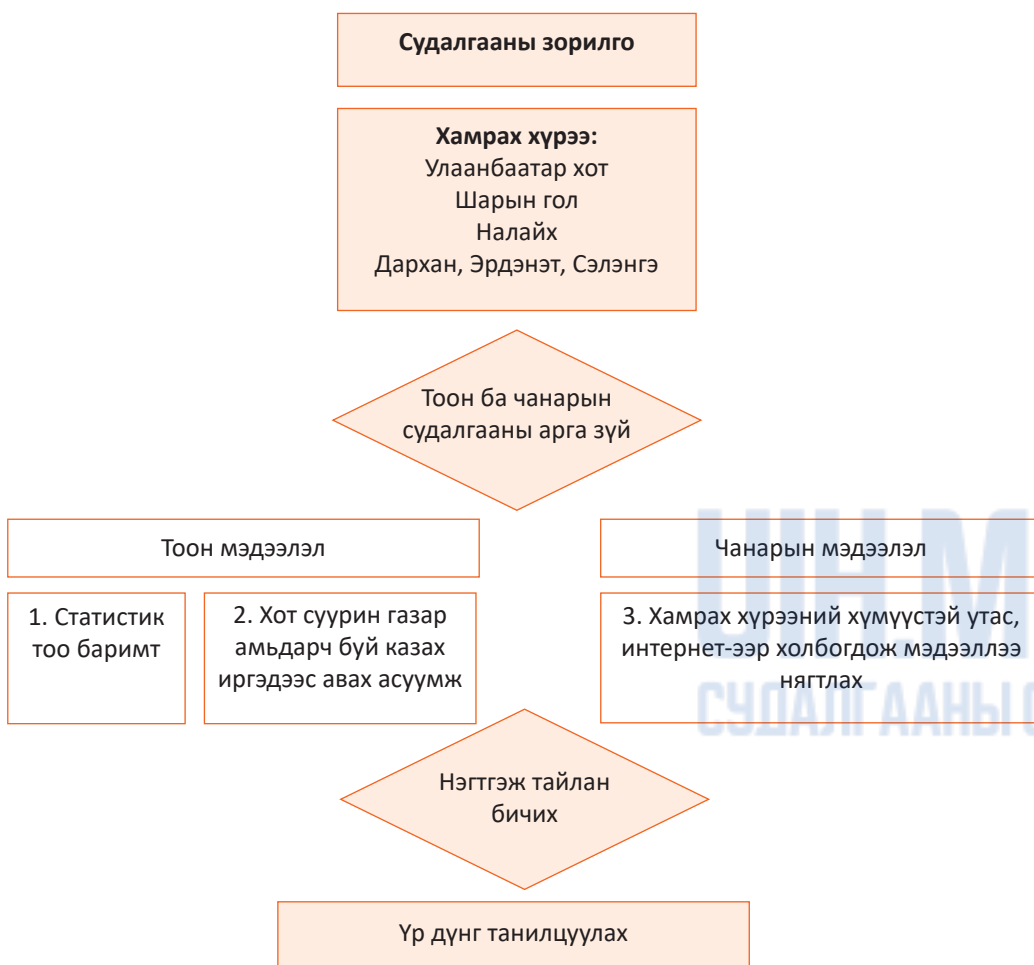 Судалгааны зорилго
Хамрах хүрээ:
Улаанбаатар хот
Шарын гол
Налайх
Дархан, Эрдэнэт, Сэлэнгэ
Тоон ба чанарын
судалгааны арга зүй
Тоон мэдээлэл
Чанарын мэдээлэл
1. Статистик
тоо баримт
2. Хот суурин газар
амьдарч буй казах
иргэдээс авах асуумж
3. Хамрах хүрээний хүмүүстэй утас,
интернет-ээр холбогдож мэдээллээ
нягтлах
UIH.M
СУДАЛГААНЫ
Нэгтгэж тайлан
бичих
Үр дүнг танилцуулах